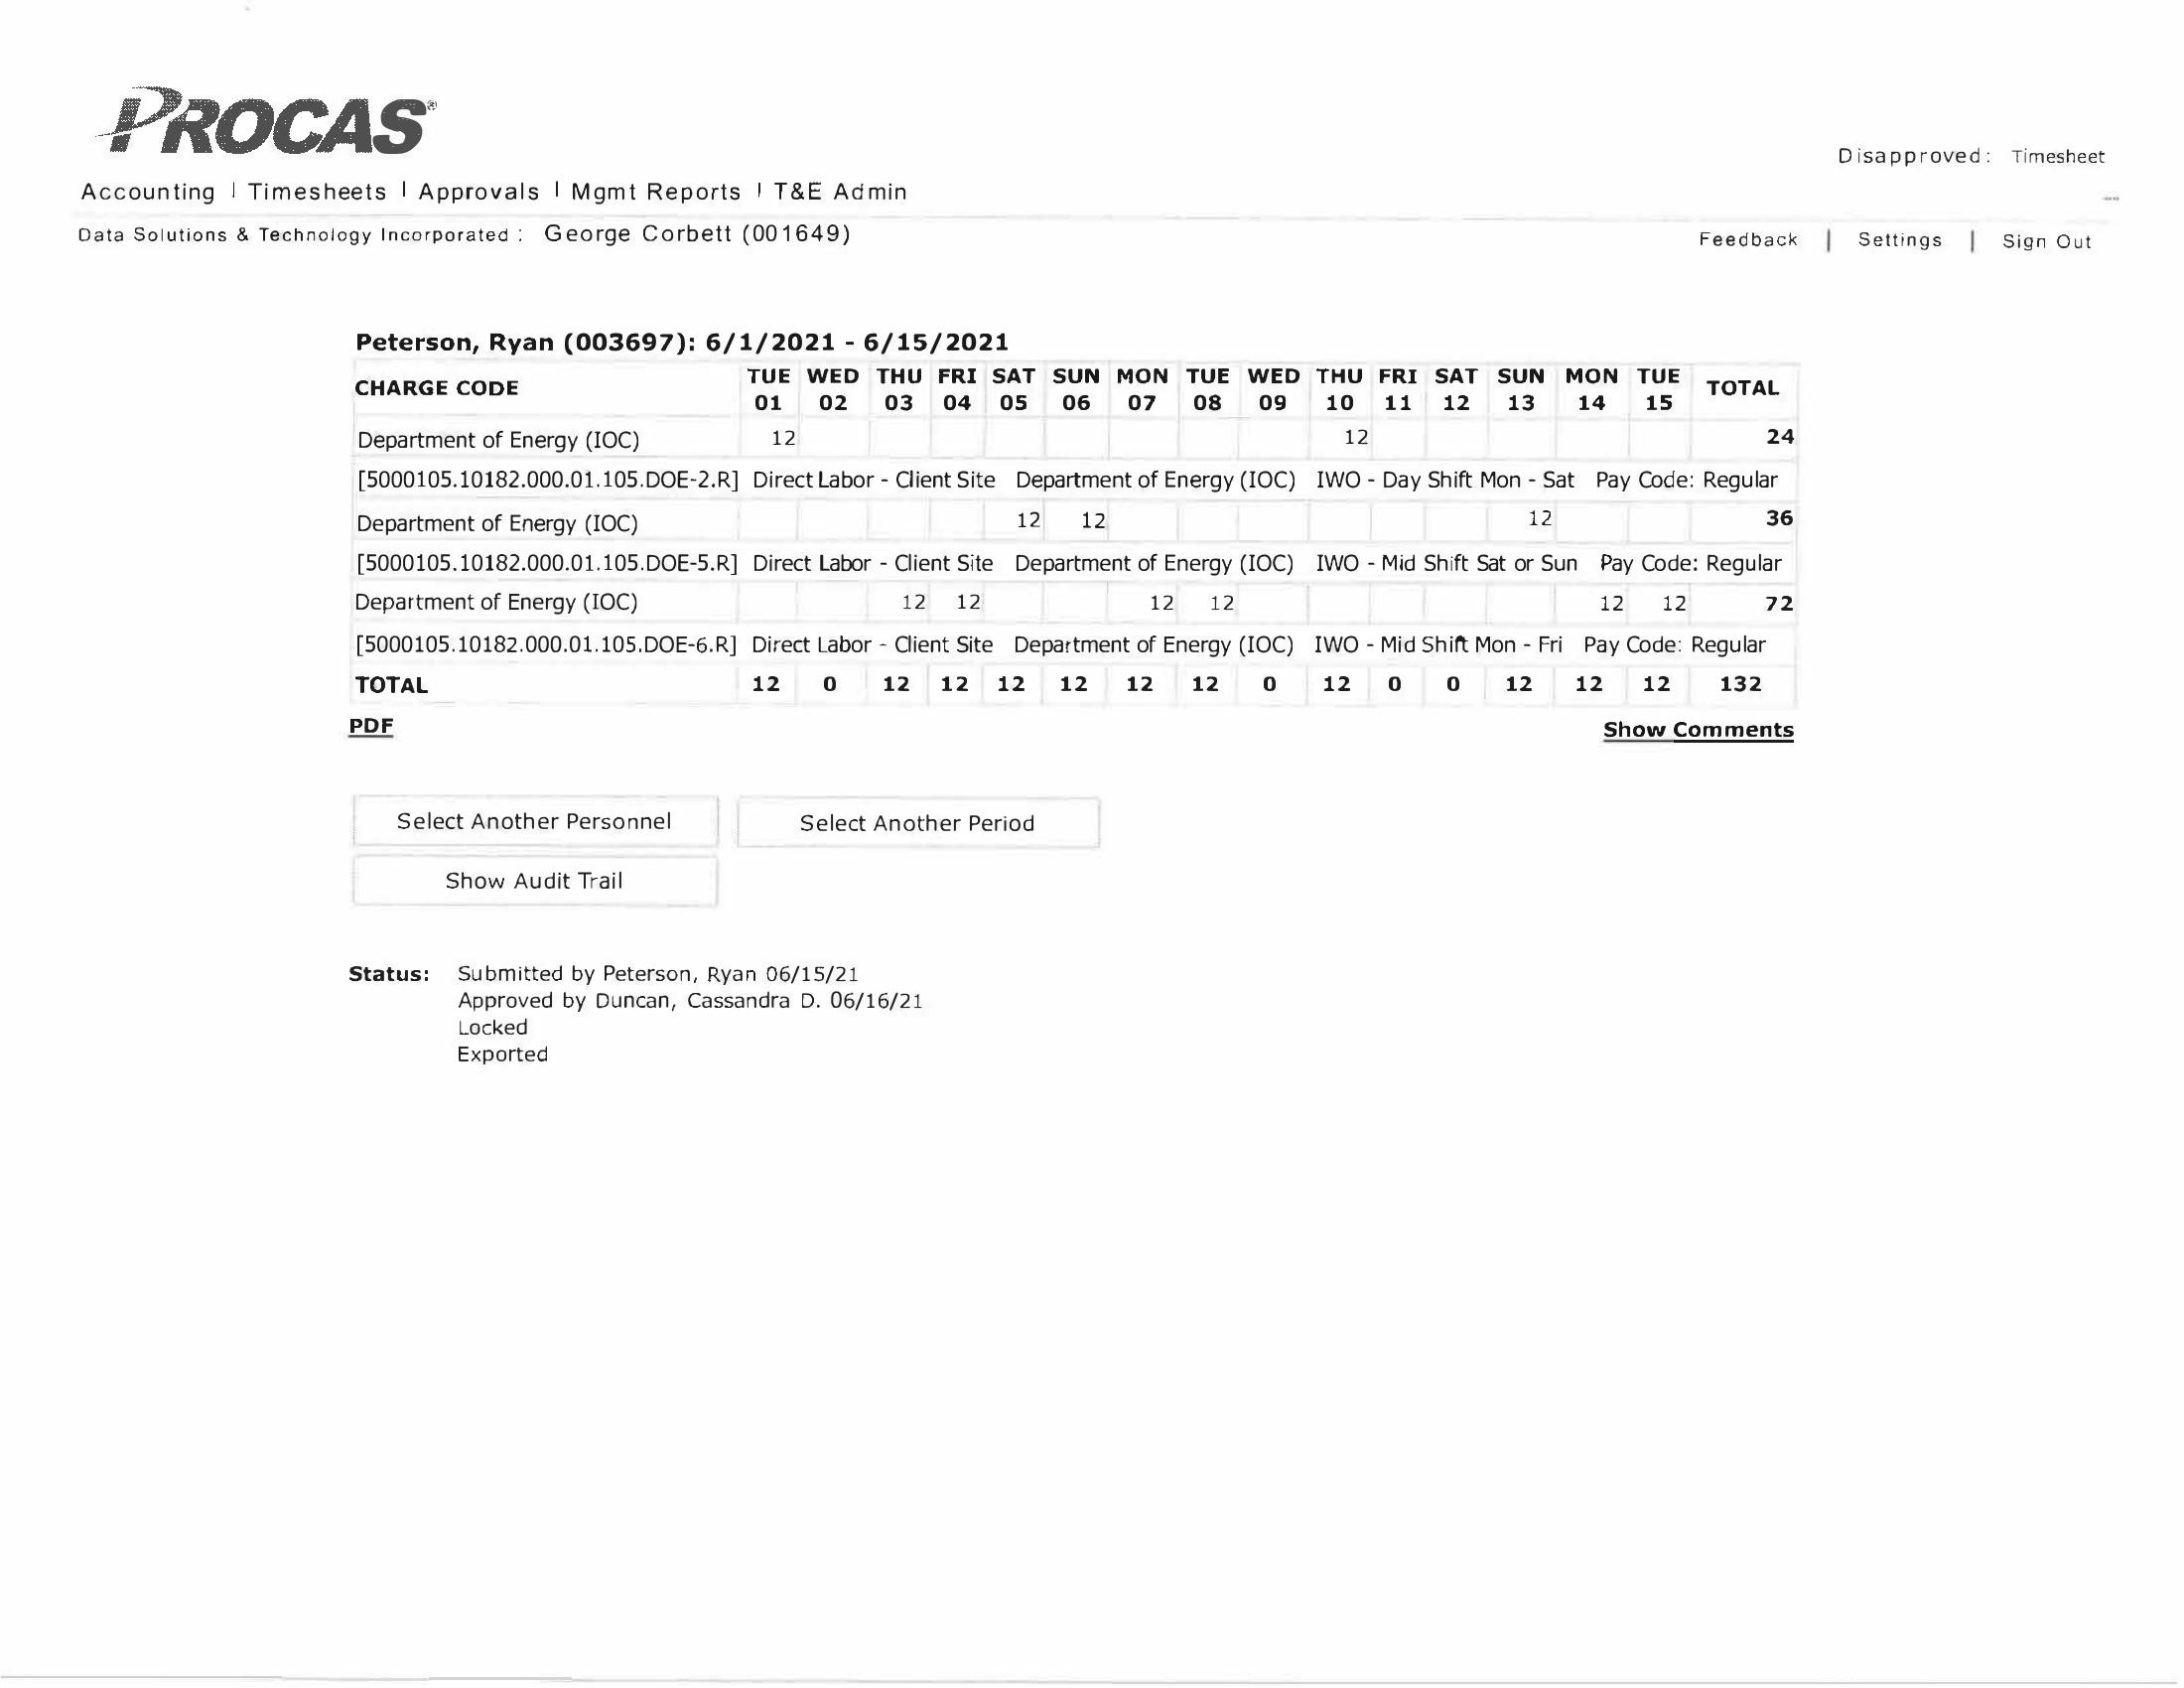 PROCAS®
Disapproved: Timesheet
Accounting | Timesheets | Approvals | Mgmt Reports | T&E Admin
Data Solutions & Technology Incorporated : George Corbett (001649)
Feedback | Settings | Sign Out
Peterson, Ryan (003697): 6/1/2021 - 6/15/2021
CHARGE CODE TUE 01 WED 02 THU 03 FRI 04 SAT 05 SUN 06 MON 07 TUE 08 WED 09 THU 10 FRI 11 SAT 12 SUN 13 MON 14 TUE 15 TOTAL
Department of Energy (IOC) 12 12 24
[5000105.10182.000.01.105.DOE-2.R] Direct Labor - Client Site Department of Energy (IOC) IWO - Day Shift Mon - Sat Pay Code: Regular
Department of Energy (IOC) 12 12 12 36
[5000105.10182.000.01.105.DOE-5.R] Direct Labor - Client Site Department of Energy (IOC) IWO - Mid Shift Sat or Sun Pay Code: Regular
Department of Energy (IOC) 12 12 12 12 12 12 72
[5000105.10182.000.01.105.DOE-6.R] Direct Labor - Client Site Department of Energy (IOC) IWO - Mid Shift Mon - Fri Pay Code: Regular
TOTAL 12 0 12 12 12 12 12 12 0 12 0 0 12 12 12 132
PDF Show Comments
Select Another Personnel Select Another Period
Show Audit Trail
Status: Submitted by Peterson, Ryan 06/15/21
Approved by Duncan, Cassandra D. 06/16/21
Locked
Exported